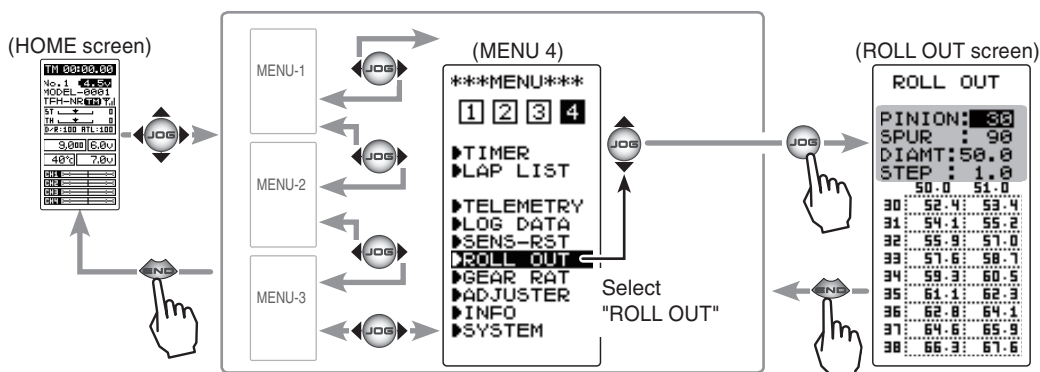 (HOME screen)
TM 00:00.00
No.1 4.5v
MODEL-0001
TFH-NR TM
ST 0
TH 0
D/R:100 ATL:100
6.0v
40°c 7.0v
CH1
CH2
CH3
CH4
JOG
END
MENU-1
MENU-2
MENU-3
JOG
JOG
JOG
JOG
(MENU 4)
***MENU***
1 2 3 4
TIMER
LAP LIST
TELEMETRY
LOG DATA
SENS-RST
ROLL OUT
GEAR RAT
ADJUSTER
INFO
SYSTEM
JOG
Select
"ROLL OUT"
JOG
END
(ROLL OUT screen)
ROLL OUT
PINION: 30
SPUR : 90
DIAMT:50.0
STEP : 1.0
50.0 51.0
30: 52.4 53.4
31: 54.1 55.2
32: 55.9 57.0
33: 57.6 58.7
34: 59.3 60.5
35: 61.1 62.3
36: 62.8 64.1
37: 64.6 65.9
38: 66.3 67.6